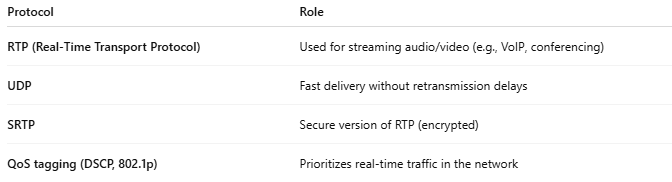 Protocol Role
RTP (Real-Time Transport Protocol) Used for streaming audio/video (e.g., VoIP, conferencing)
UDP Fast delivery without retransmission delays
SRTP Secure version of RTP (encrypted)
QoS tagging (DSCP, 802.1p) Prioritizes real-time traffic in the network